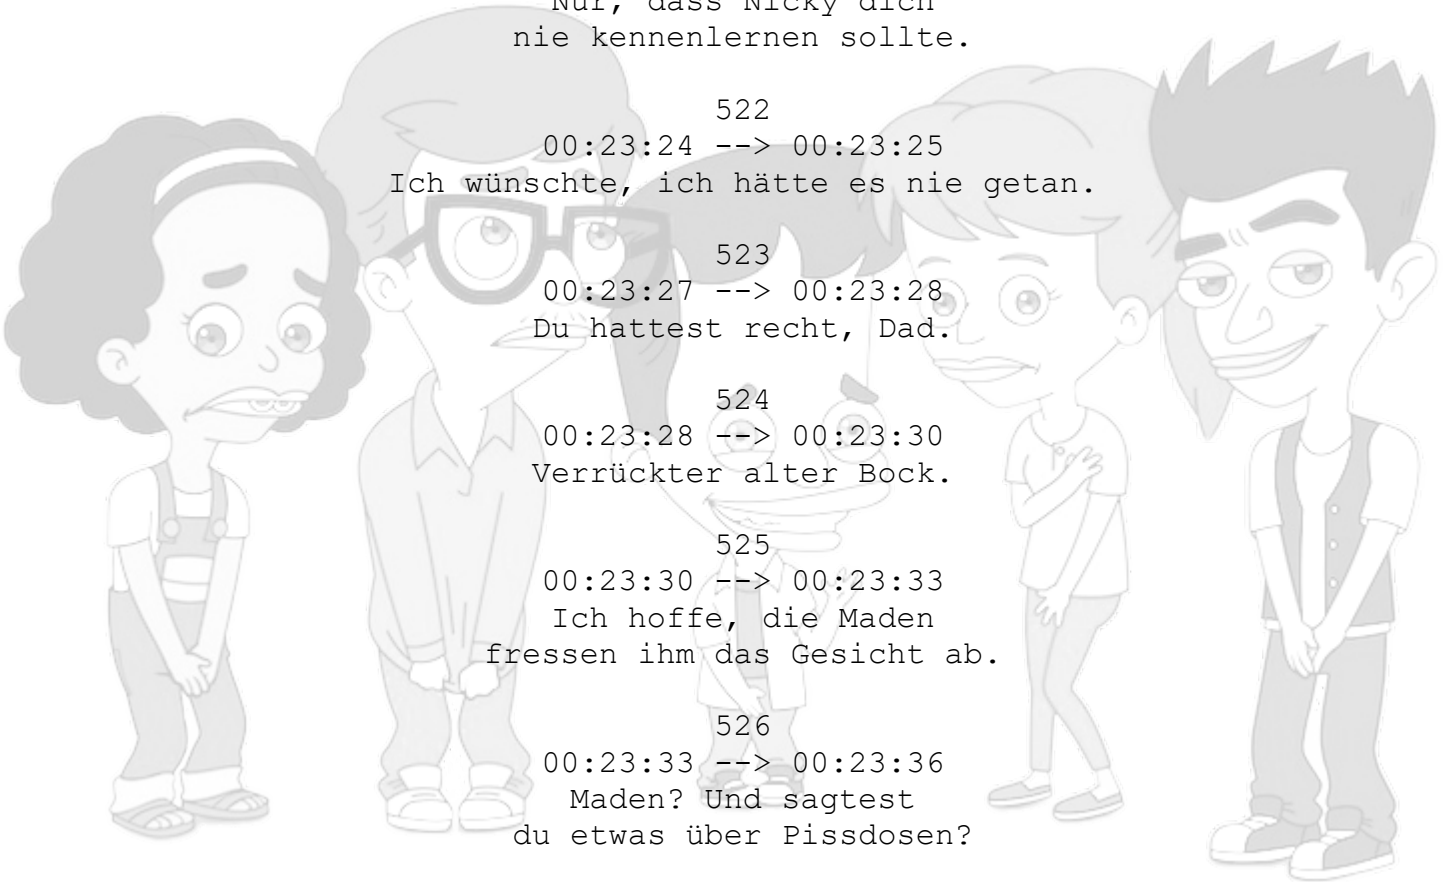 Nur, dass Nicky dich
nie kennenlernen sollte.
522
00:23:24 --> 00:23:25
Ich wünschte, ich hätte es nie getan.
523
00:23:27 --> 00:23:28
Du hattest recht, Dad.
524
00:23:28 --> 00:23:30
Verrückter alter Bock.
525
00:23:30 --> 00:23:33
Ich hoffe, die Maden
fressen ihm das Gesicht ab.
526
00:23:33 --> 00:23:36
Maden? Und sagtest
du etwas über Pissdosen?